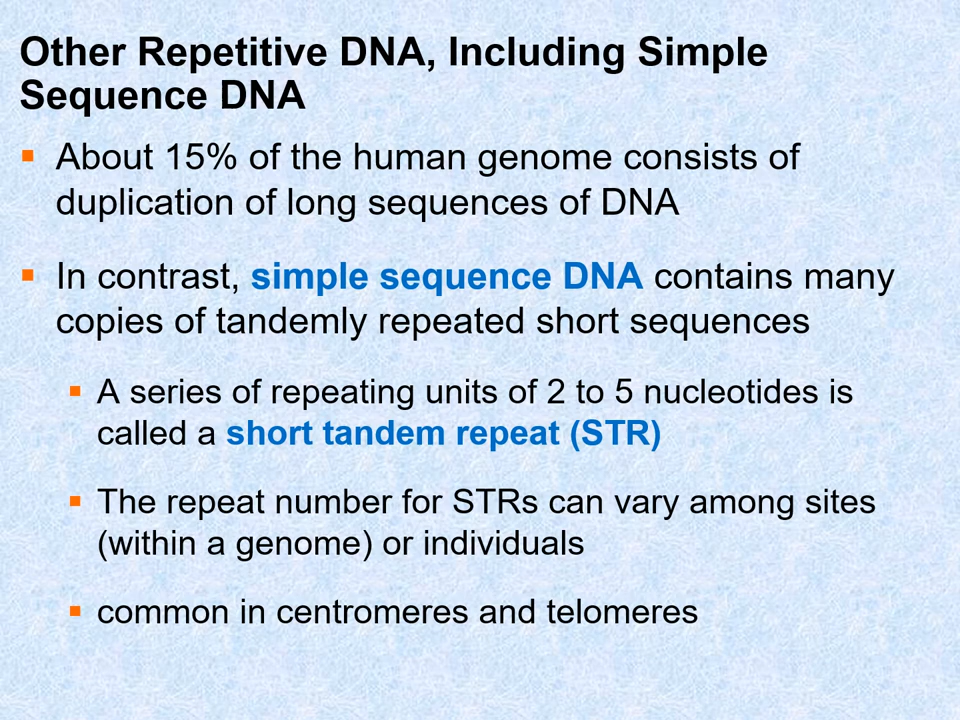 Other Repetitive DNA, Including Simple
Sequence DNA
▪ About 15% of the human genome consists of
duplication of long sequences of DNA
▪ In contrast, simple sequence DNA contains many
copies of tandemly repeated short sequences
▪ A series of repeating units of 2 to 5 nucleotides is
called a short tandem repeat (STR)
▪ The repeat number for STRs can vary among sites
(within a genome) or individuals
▪ common in centromeres and telomeres